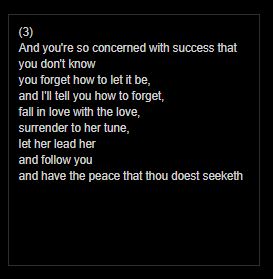 (3)
And you're so concerned with success that
you don't know
you forget how to let it be,
and I'll tell you how to forget,
fall in love with the love,
surrender to her tune,
let her lead her
and follow you
and have the peace that thou doest seeketh